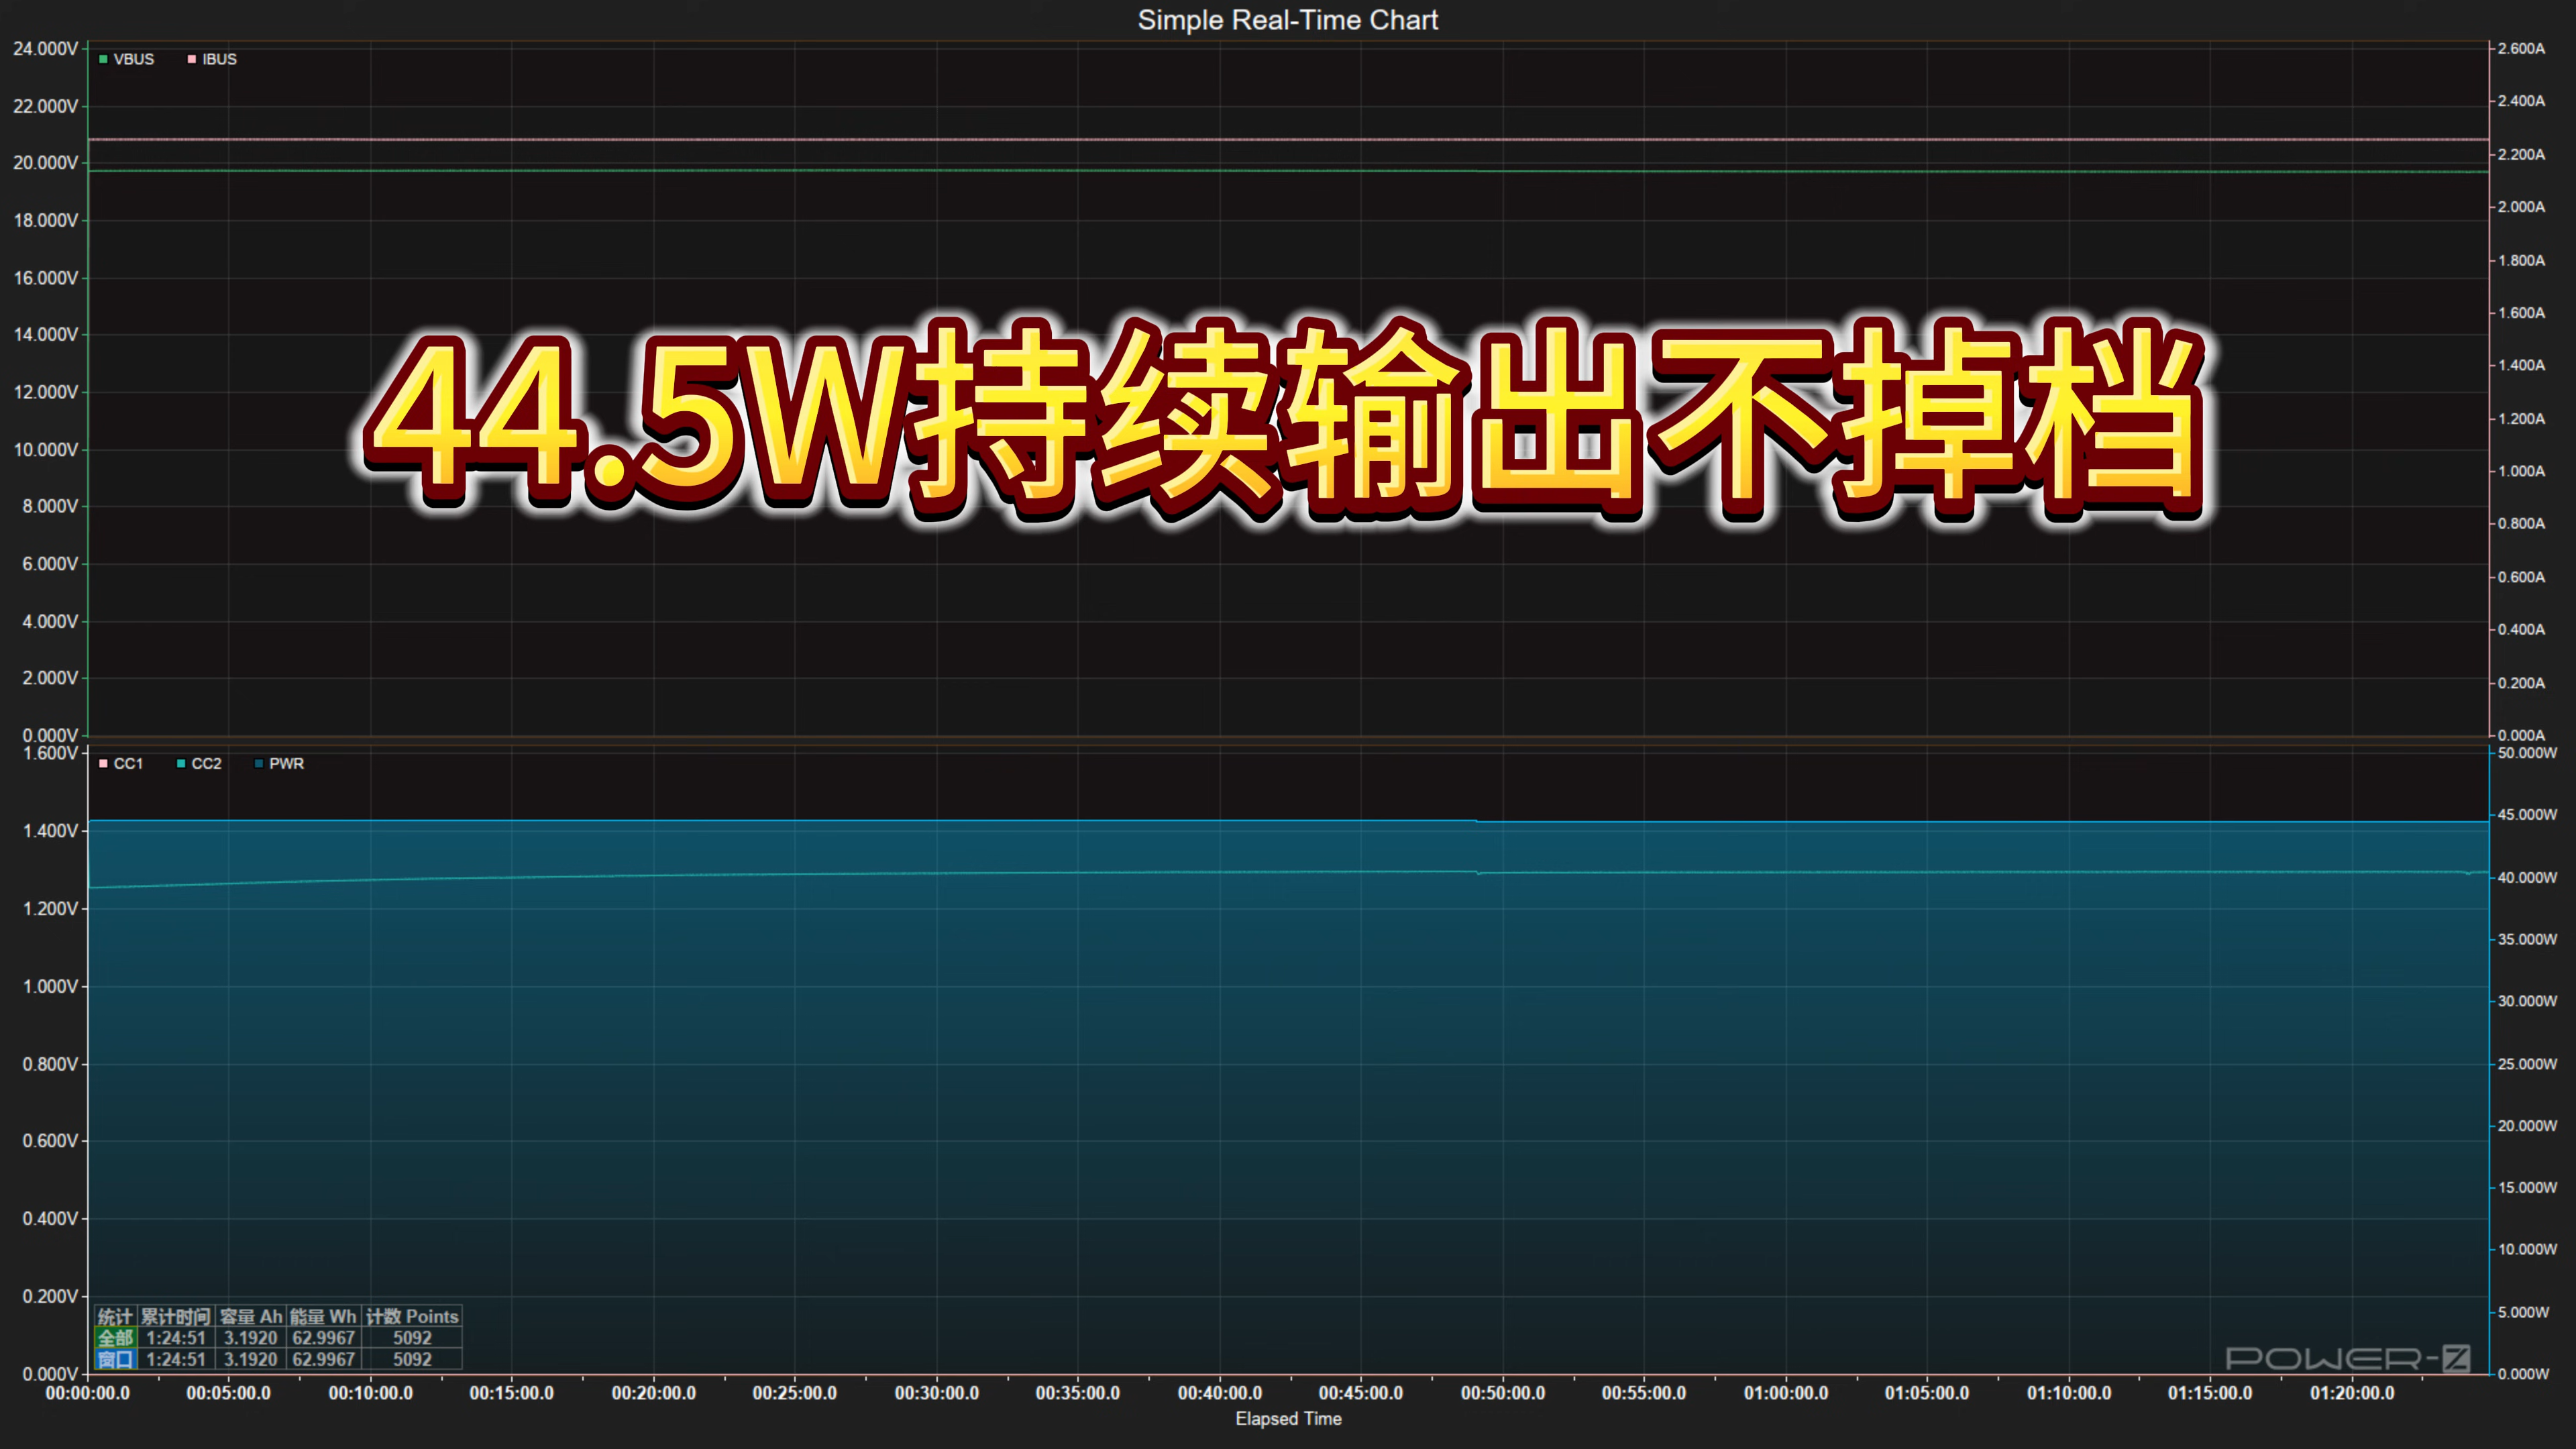 Simple Real-Time Chart
VBUS IBUS
24.000V
22.000V
20.000V
18.000V
16.000V
14.000V
12.000V
10.000V
8.000V
6.000V
4.000V
2.000V
0.000V
2.600A
2.400A
2.200A
2.000A
1.800A
1.600A
1.400A
1.200A
1.000A
0.800A
0.600A
0.400A
0.200A
0.000A
44.5W持续输出不掉档
CC1 CC2 PWR
1.600V
1.400V
1.200V
1.000V
0.800V
0.600V
0.400V
0.200V
0.000V
50.000W
45.000W
40.000W
35.000W
30.000W
25.000W
20.000W
15.000W
10.000W
5.000W
0.000W
统计 累计时间 容量 Ah 能量 Wh 计数 Points
全部 1:24:51 3.1920 62.9967 5092
窗口 1:24:51 3.1920 62.9967 5092
POWER-Z
00:00:00.0 00:05:00.0 00:10:00.0 00:15:00.0 00:20:00.0 00:25:00.0 00:30:00.0 00:35:00.0 00:40:00.0 00:45:00.0 00:50:00.0 00:55:00.0 01:00:00.0 01:05:00.0 01:10:00.0 01:15:00.0 01:20:00.0
Elapsed Time